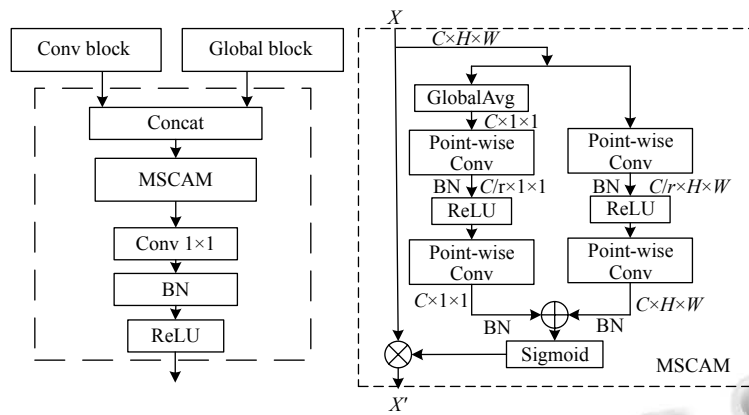 Conv block
Global block
Concat
MSCAM
Conv 1×1
BN
ReLU
X
C×H×W
GlobalAvg
C×1×1
Point-wise
Conv
BN
C/r×1×1
ReLU
Point-wise
Conv
C×1×1
BN
Point-wise
Conv
BN
C/r×H×W
ReLU
Point-wise
Conv
C×H×W
BN
Sigmoid
MSCAM
X′